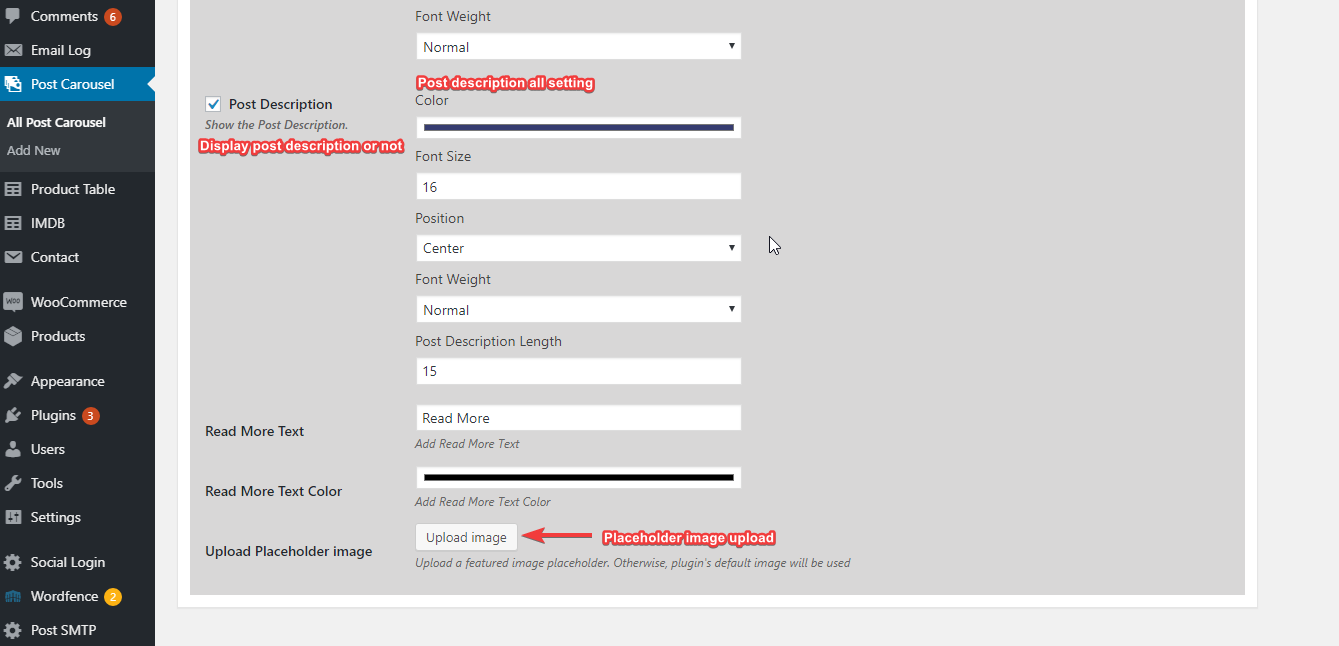 Comments 6
Email Log
Post Carousel
All Post Carousel
Add New
Product Table
IMDB
Contact
Woo WooCommerce
Products
Appearance
Plugins 3
Users
Tools
Settings
Social Login
Wordfence 2
Post SMTP
Font Weight
Normal
Post description all setting
Post Description
Show the Post Description.
Display post description or not
Color
Font Size
16
Position
Center
Font Weight
Normal
Post Description Length
15
Read More Text
Read More
Add Read More Text
Read More Text Color
Add Read More Text Color
Upload Placeholder image
Upload image
Placeholder image upload
Upload a featured image placeholder. Otherwise, plugin's default image will be used